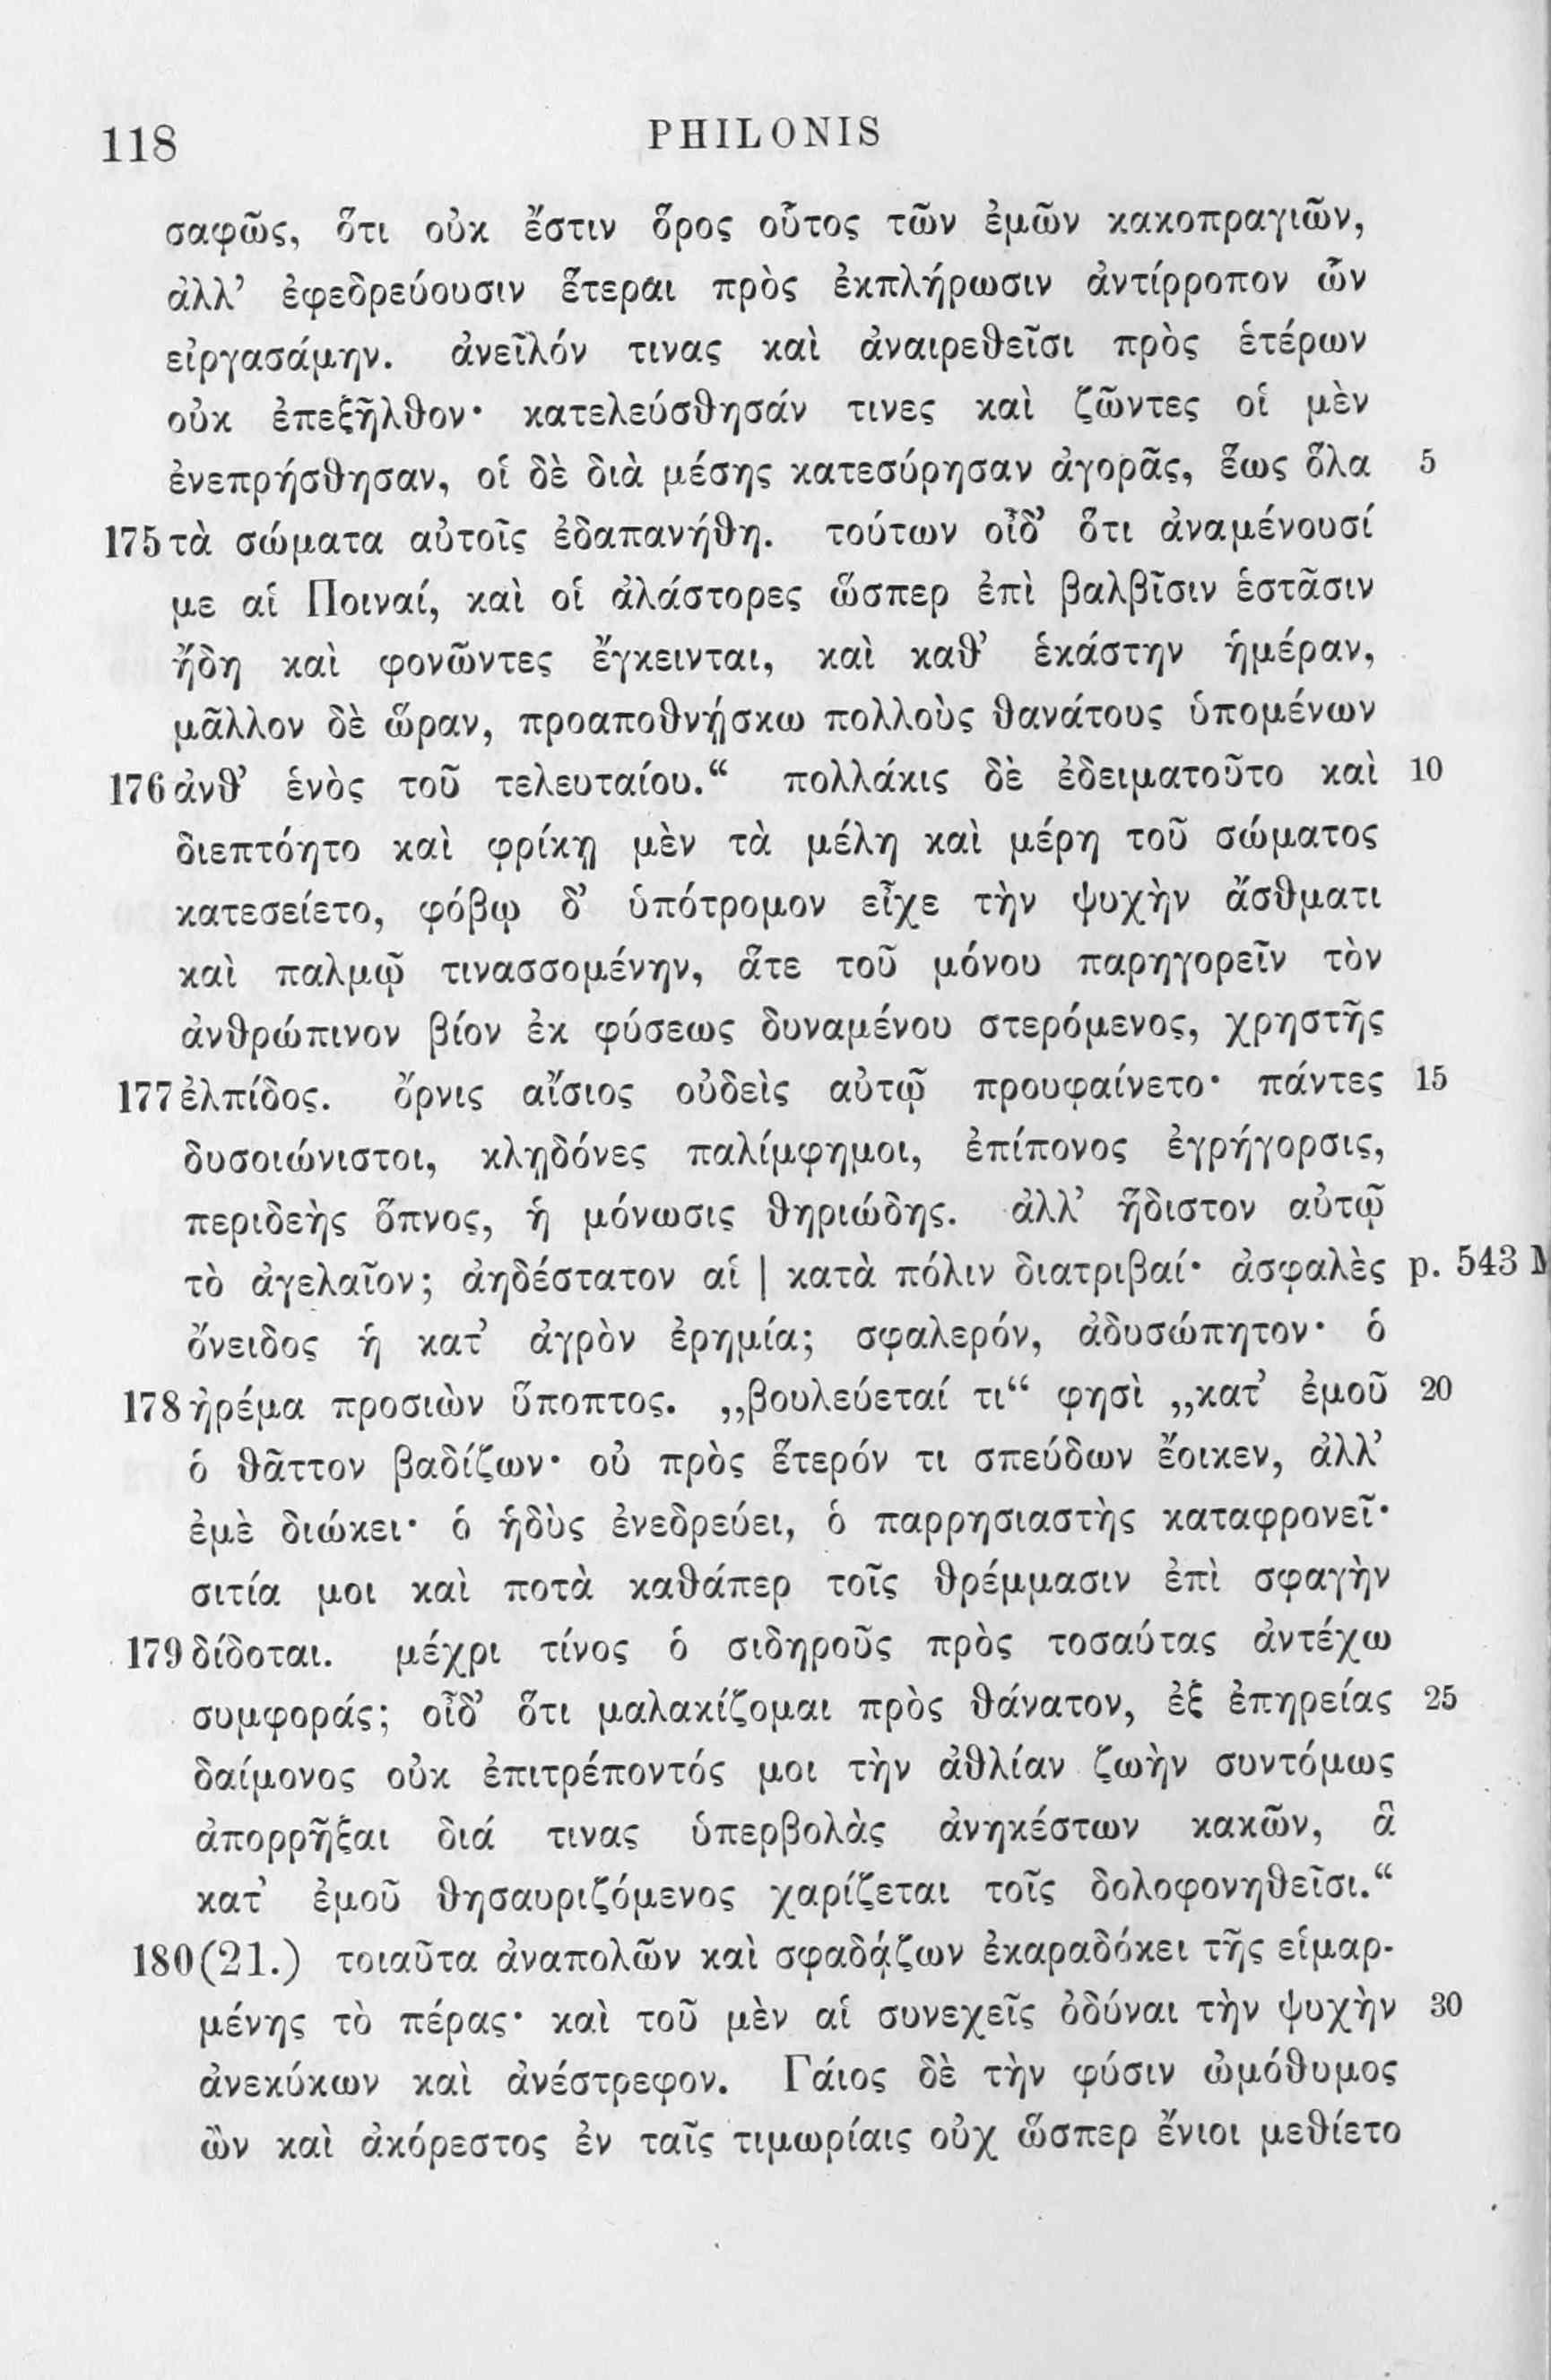 118 PHILONIS
σαφῶς, ὅτι οὐκ ἔστιν ὅρος οὗτος τῶν ἐμῶν κακοπραγιῶν,
ἀλλ’ ἐφεδρεύουσιν ἕτεραι πρὸς ἐκπλήρωσιν ἀντίρροπον ὧν
εἰργασάμην. ἀνεῖλόν τινας καὶ ἀναιρεθεῖσι πρὸς ἑτέρων
οὐκ ἐπεξῆλθον· κατελεύσθησάν τινες καὶ ζῶντες οἱ μὲν
ἐνεπρήσθησαν, οἱ δὲ διὰ μέσης κατεσύρησαν ἀγορᾶς, ἕως ὅλα 5
175 τὰ σώματα αὐτοῖς ἐδαπανήθη. τούτων οἶδ’ ὅτι ἀναμένουσί
με αἱ Ποιναί, καὶ οἱ ἀλάστορες ὥσπερ ἐπὶ βαλβῖσιν ἑστᾶσιν
ἤδη καὶ φονῶντες ἔγκεινται, καὶ καθ’ ἑκάστην ἡμέραν,
μᾶλλον δὲ ὥραν, προαποθνῄσκω πολλοὺς θανάτους ὑπομένων
176 ἀνθ’ ἑνὸς τοῦ τελευταίου.“ πολλάκις δὲ ἐδειματοῦτο καὶ 10
διεπτόητο καὶ φρίκῃ μὲν τὰ μέλη καὶ μέρη τοῦ σώματος
κατεσείετο, φόβῳ δ’ ὑπότρομον εἶχε τὴν ψυχὴν ἄσθματι
καὶ παλμῷ τινασσομένην, ἅτε τοῦ μόνου παρηγορεῖν τὸν
ἀνθρώπινον βίον ἐκ φύσεως δυναμένου στερόμενος, χρηστῆς
177 ἐλπίδος. ὄρνις αἴσιος οὐδεὶς αὐτῷ προυφαίνετο· πάντες 15
δυσοιώνιστοι, κλῃδόνες παλίμφημοι, ἐπίπονος ἐγρήγορσις,
περιδεὴς ὕπνος, ἡ μόνωσις θηριώδης. ἀλλ’ ἥδιστον αὐτῷ
τὸ ἀγελαῖον; ἀηδέστατον αἱ | κατὰ πόλιν διατριβαί· ἀσφαλὲς p. 543 M
ὄνειδος ἡ κατ’ ἀγρὸν ἐρημία; σφαλερόν, ἀδυσώπητον· ὁ
178 ἠρέμα προσιὼν ὕποπτος. „βουλεύεταί τι“ φησὶ „κατ’ ἐμοῦ 20
ὁ θᾶττον βαδίζων· οὐ πρὸς ἕτερόν τι σπεύδων ἔοικεν, ἀλλ’
ἐμὲ διώκει· ὁ ἡδὺς ἐνεδρεύει, ὁ παρρησιαστὴς καταφρονεῖ·
σιτία μοι καὶ ποτὰ καθάπερ τοῖς θρέμμασιν ἐπὶ σφαγὴν
179 δίδοται. μέχρι τίνος ὁ σιδηροῦς πρὸς τοσαύτας ἀντέχω
συμφοράς; οἶδ’ ὅτι μαλακίζομαι πρὸς θάνατον, ἐξ ἐπηρείας 25
δαίμονος οὐκ ἐπιτρέποντός μοι τὴν ἀθλίαν ζωὴν συντόμως
ἀπορρῆξαι διά τινας ὑπερβολὰς ἀνηκέστων κακῶν, ἃ
κατ’ ἐμοῦ θησαυριζόμενος χαρίζεται τοῖς δολοφονηθεῖσι.“
180 (21.) τοιαῦτα ἀναπολῶν καὶ σφαδᾴζων ἐκαραδόκει τῆς εἱμαρ-
μένης τὸ πέρας· καὶ τοῦ μὲν αἱ συνεχεῖς ὀδύναι τὴν ψυχὴν 30
ἀνεκύκων καὶ ἀνέστρεφον. Γάιος δὲ τὴν φύσιν ὠμόθυμος
ὢν καὶ ἀκόρεστος ἐν ταῖς τιμωρίαις οὐχ ὥσπερ ἔνιοι μεθίετο